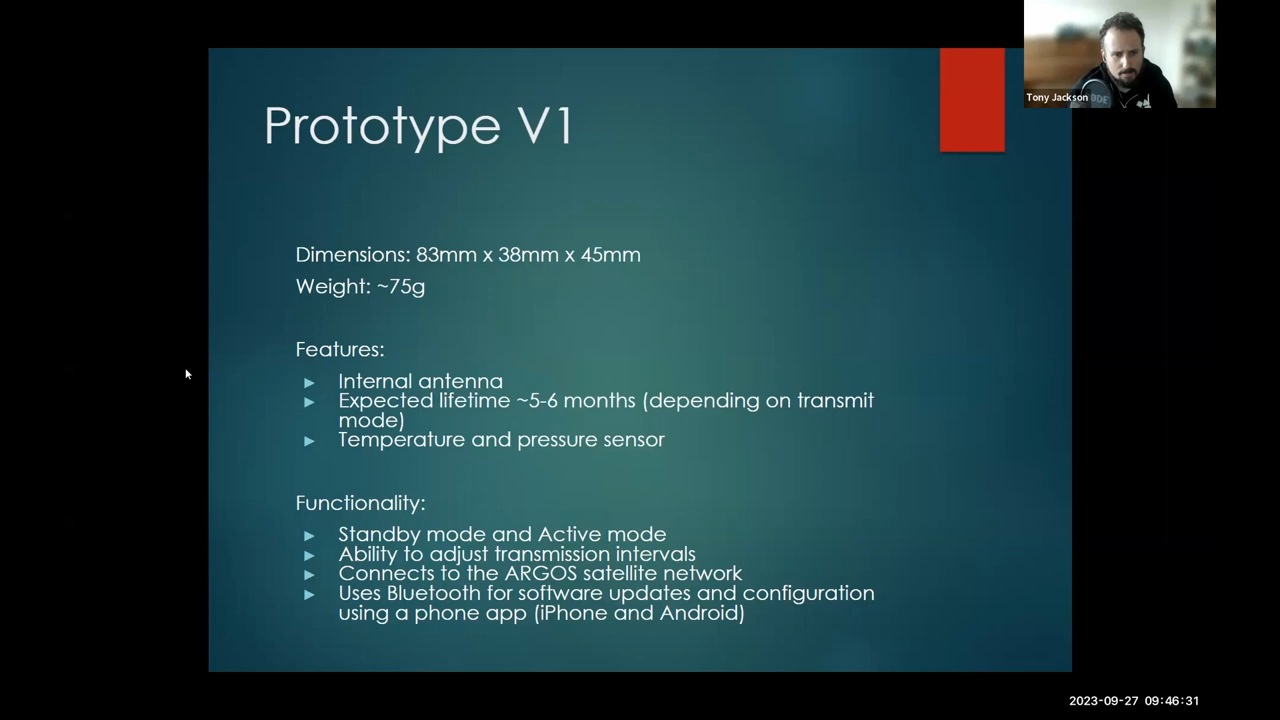 Prototype V1
Tony Jackson
Dimensions: 83mm x 38mm x 45mm
Weight: ~75g
Features:
Internal antenna
Expected lifetime ~5-6 months (depending on transmit
mode)
Temperature and pressure sensor
Functionality:
Standby mode and Active mode
Ability to adjust transmission intervals
Connects to the ARGOS satellite network
Uses Bluetooth for software updates and configuration
using a phone app (iPhone and Android)
2023-09-27 09:46:31